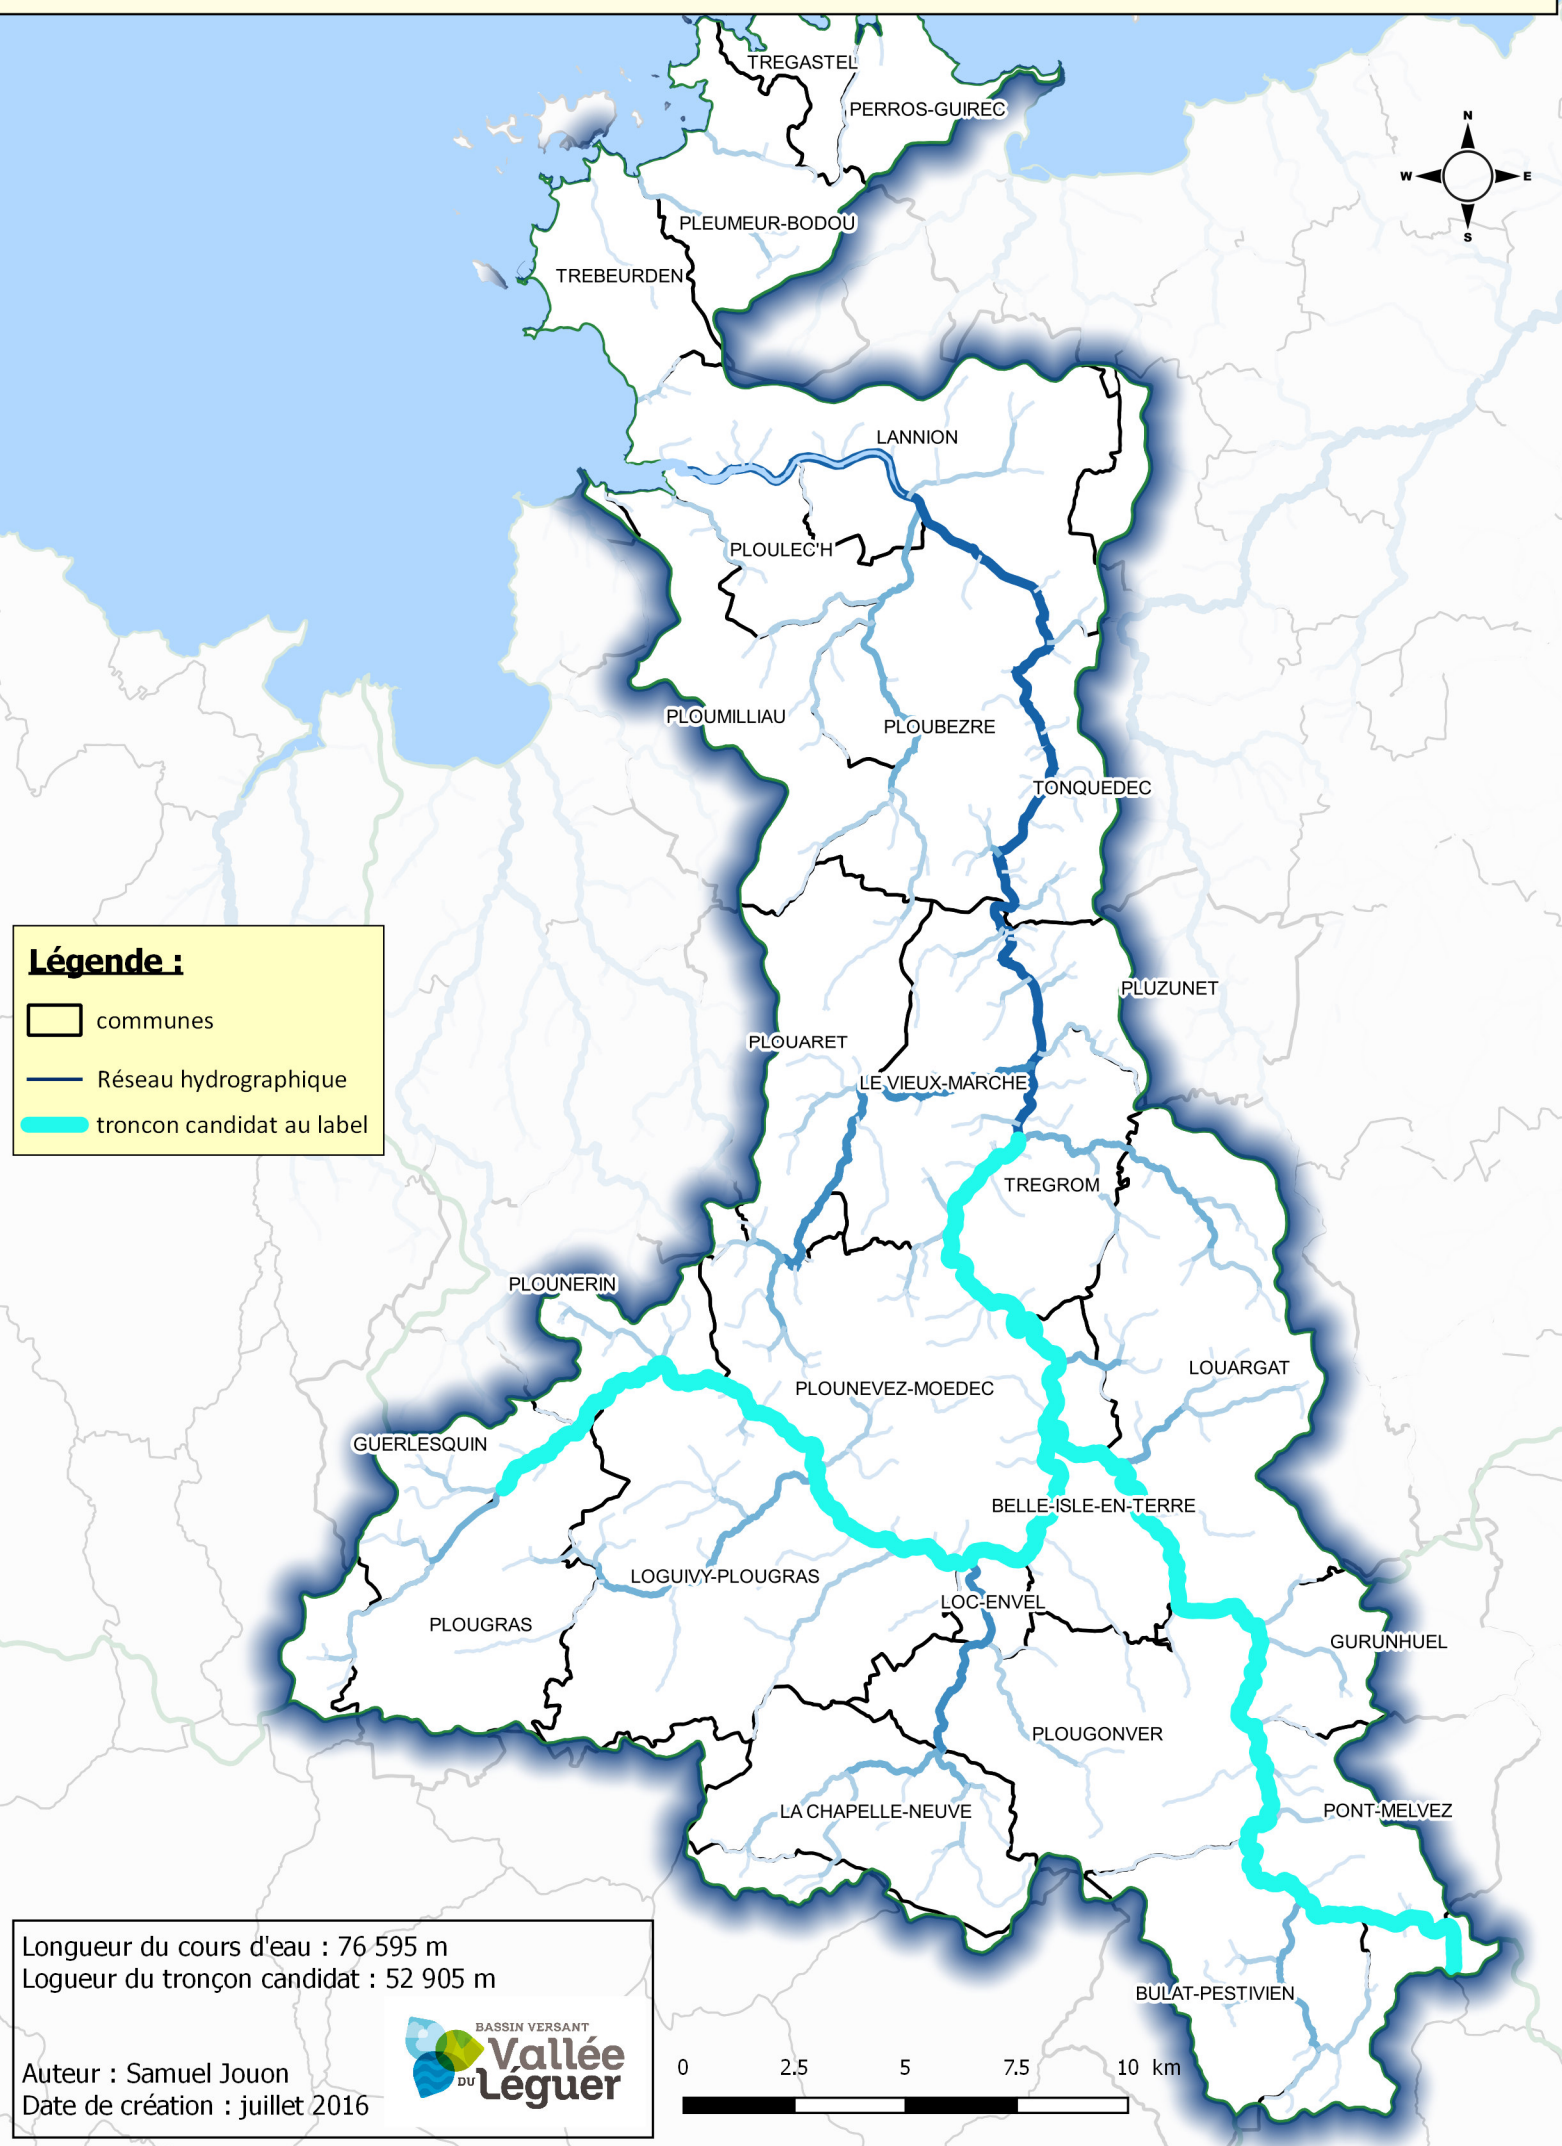 TREGASTEL
PERROS-GUIREC
N
W
E
S
PLEUMEUR-BODOU
TREBEURDEN
LANNION
PLOULEC'H
PLOUMILLIAU
PLOUBEZRE
TONQUEDEC
Légende :
communes
Réseau hydrographique
troncon candidat au label
PLUZUNET
PLOUARET
LE VIEUX-MARCHE
TREGROM
PLOUNERIN
LOUARGAT
PLOUNEVEZ-MOEDEC
GUERLESQUIN
BELLE-ISLE-EN-TERRE
LOGUIVY-PLOUGRAS
LOC-ENVEL
PLOUGRAS
GURUNHUEL
PLOUGONVER
LA CHAPELLE-NEUVE
PONT-MELVEZ
BULAT-PESTIVIEN
Longueur du cours d'eau : 76 595 m
Logueur du tronçon candidat : 52 905 m
BASSIN VERSANT
Vallée
DU Léguer
Auteur : Samuel Jouon
Date de création : juillet 2016
0 2.5 5 7.5 10 km